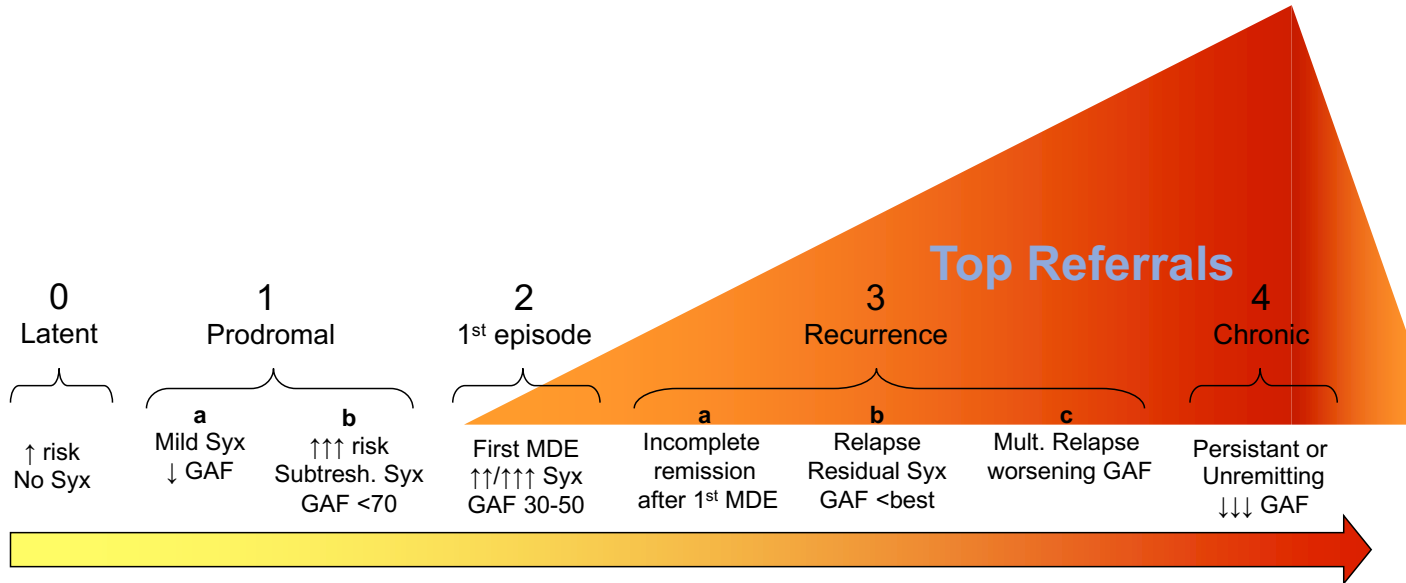 Top Referrals
0
Latent
↑ risk
No Syx
1
Prodromal
a
Mild Syx
↓ GAF
b
↑↑↑ risk
Subtresh. Syx
GAF <70
2
1st episode
First MDE
↑↑/↑↑↑ Syx
GAF 30-50
3
Recurrence
a
Incomplete
remission
after 1st MDE
b
Relapse
Residual Syx
GAF <best
c
Mult. Relapse
worsening GAF
4
Chronic
Persistant or
Unremitting
↓↓↓ GAF